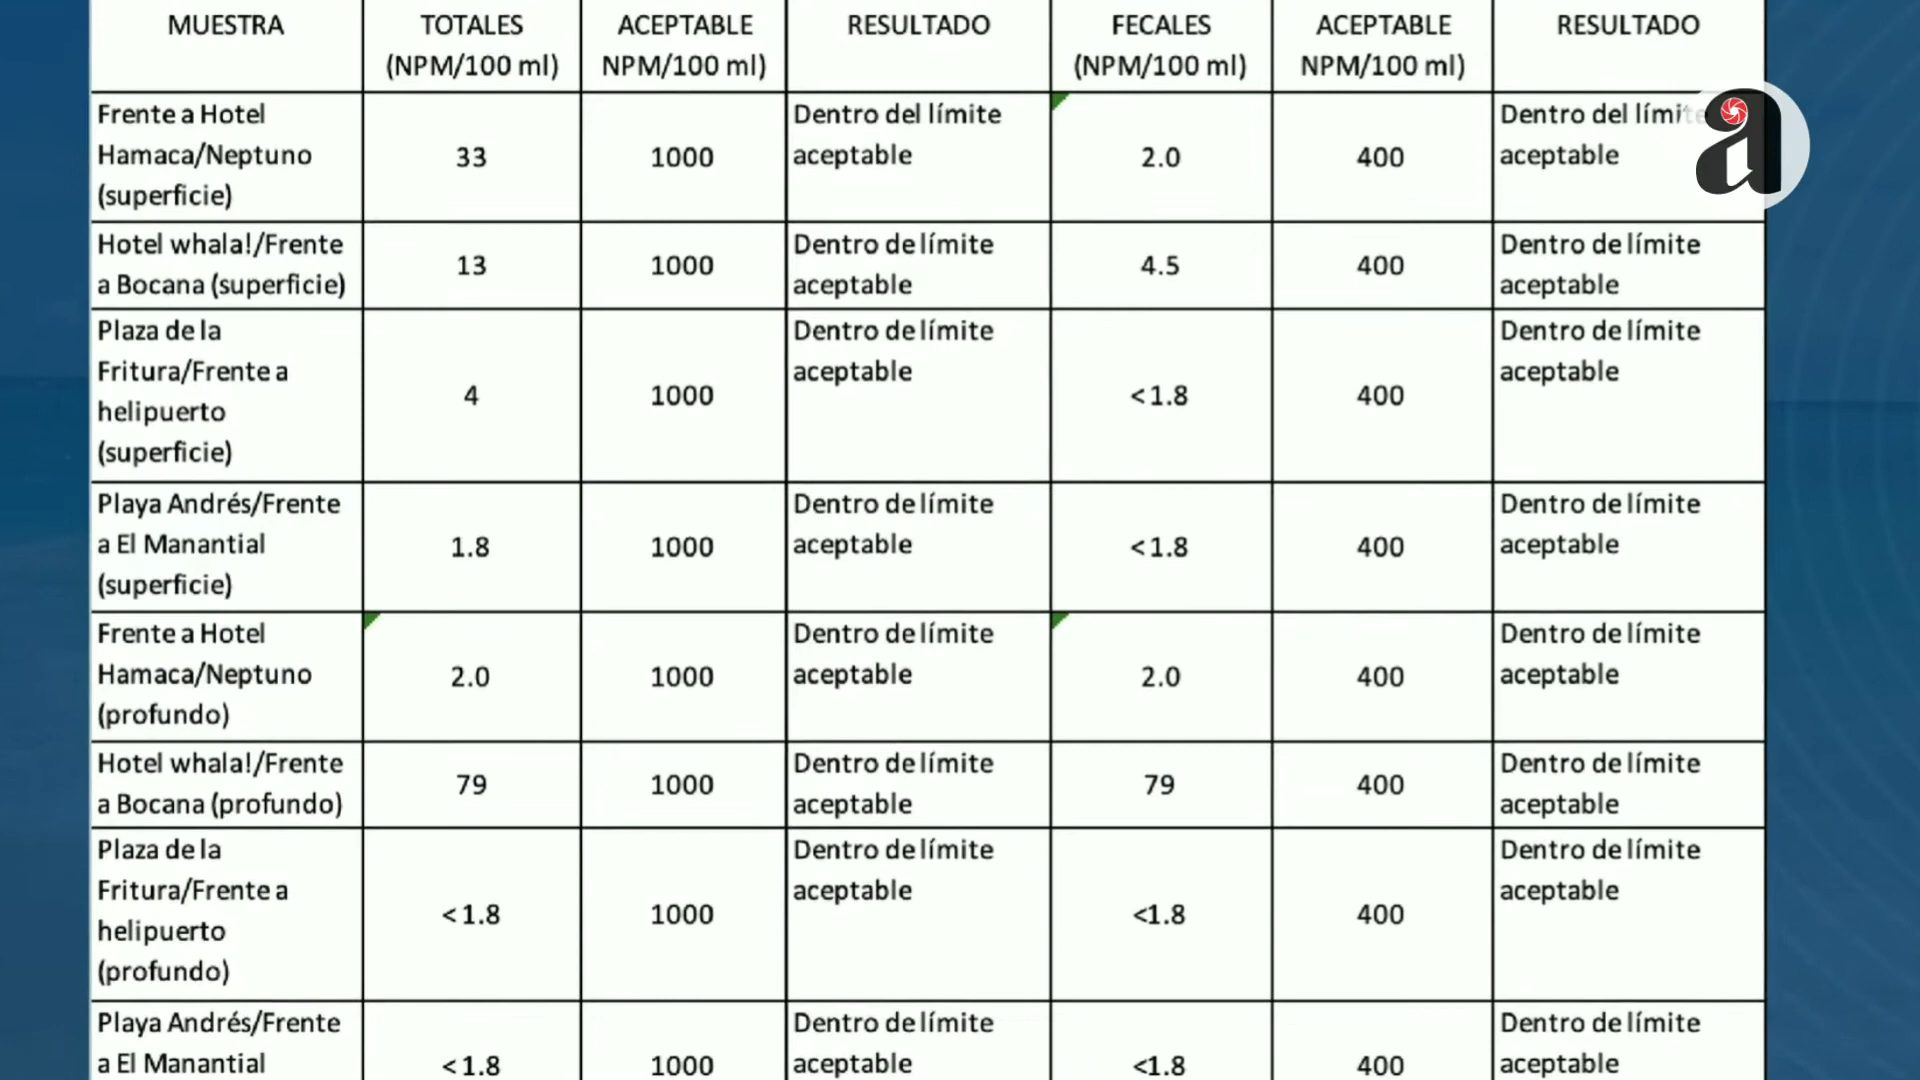 MUESTRA
TOTALES
(NPM/100 ml)
ACEPTABLE
NPM/100 ml)
RESULTADO
FECALES
(NPM/100 ml)
ACEPTABLE
NPM/100 ml)
RESULTADO
Frente a Hotel
Hamaca/Neptuno
(superficie)
33
1000
Dentro del límite
aceptable
2.0
400
Dentro del límite
aceptable
a
Hotel whala!/Frente
a Bocana (superficie)
13
1000
Dentro de límite
aceptable
4.5
400
Dentro de límite
aceptable
Plaza de la
Fritura/Frente a
helipuerto
(superficie)
4
1000
Dentro de límite
aceptable
<1.8
400
Dentro de límite
aceptable
Playa Andrés/Frente
a El Manantial
(superficie)
1.8
1000
Dentro de límite
aceptable
<1.8
400
Dentro de límite
aceptable
Frente a Hotel
Hamaca/Neptuno
(profundo)
2.0
1000
Dentro de límite
aceptable
2.0
400
Dentro de límite
aceptable
Hotel whala!/Frente
a Bocana (profundo)
79
1000
Dentro de límite
aceptable
79
400
Dentro de límite
aceptable
Plaza de la
Fritura/Frente a
helipuerto
(profundo)
<1.8
1000
Dentro de límite
aceptable
<1.8
400
Dentro de límite
aceptable
Playa Andrés/Frente
a El Manantial
<1.8
1000
Dentro de límite
aceptable
<1.8
400
Dentro de límite
aceptable